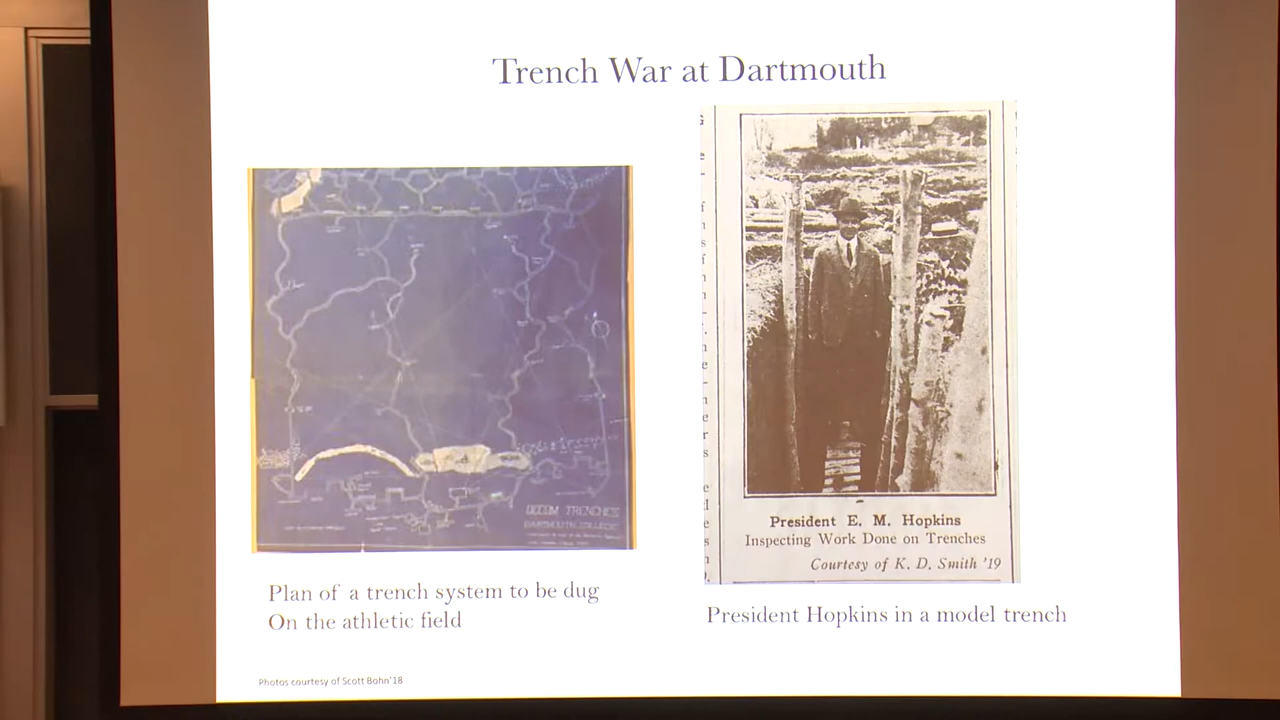 Trench War at Dartmouth
TRENCHES
DARTMOUTH COLLEGE
Plan of a trench system to be dug
On the athletic field
President E. M. Hopkins
Inspecting Work Done on Trenches
Courtesy of K. D. Smith '19
President Hopkins in a model trench
Photos courtesy of Scott Bohn'18